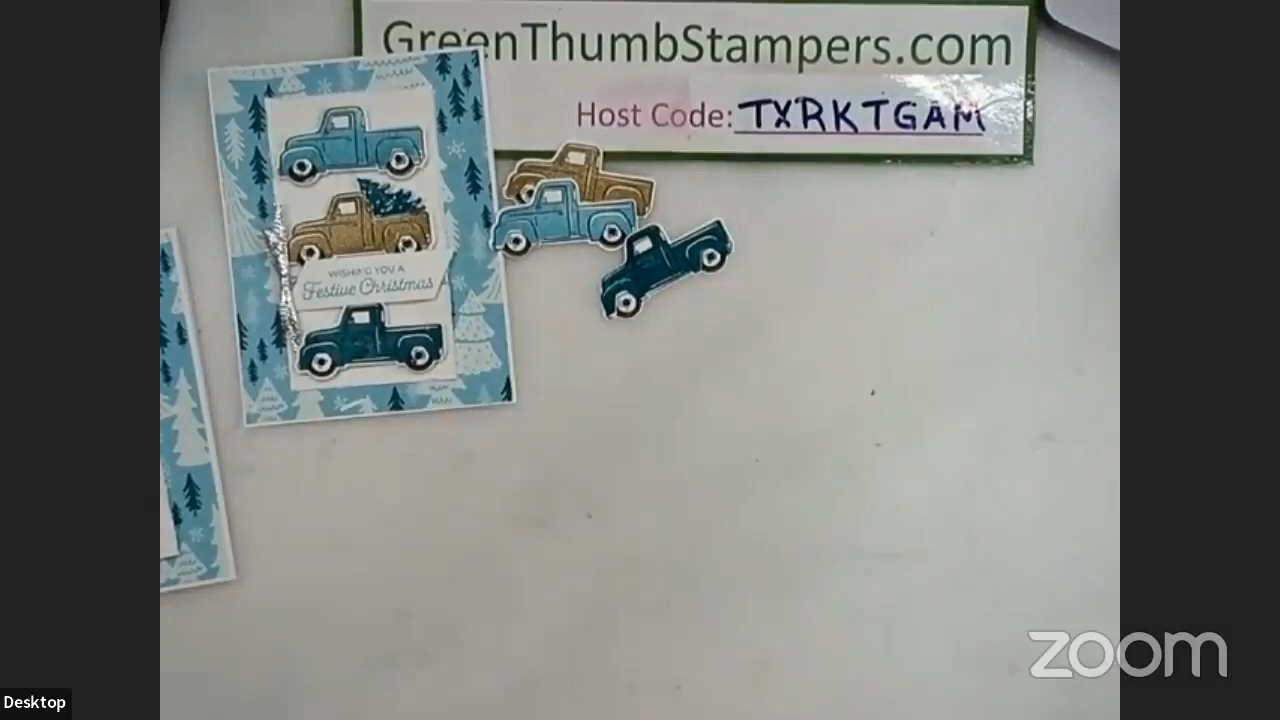 GreenThumbStampers.com
Host Code: TXRKTGAM
WISHING YOU A
Festive Christmas
zoom
Desktop